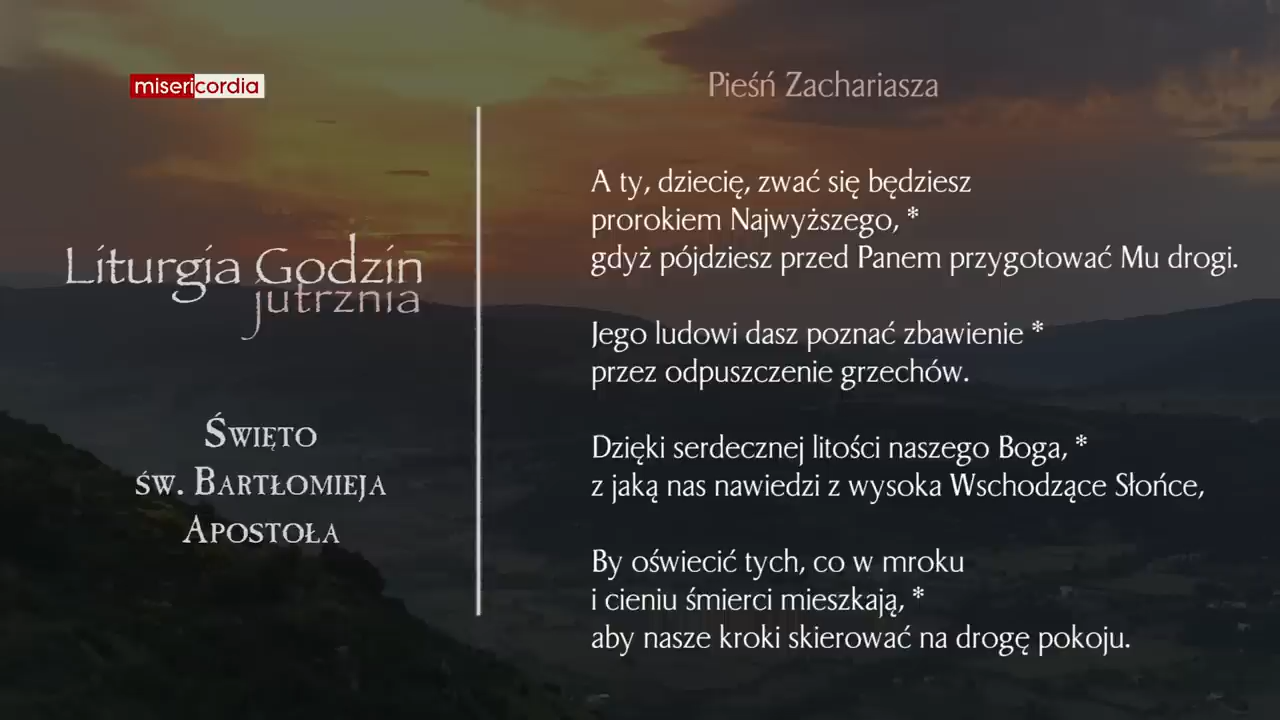 misericordia
Pieśń Zachariasza
Liturgia Godzin
jutrznia
Święto
św. Bartłomieja
Apostoła
A ty, dziecię, zwać się będziesz
prorokiem Najwyższego, *
gdyż pójdziesz przed Panem przygotować Mu drogi.
Jego ludowi dasz poznać zbawienie *
przez odpuszczenie grzechów.
Dzięki serdecznej litości naszego Boga, *
z jaką nas nawiedzi z wysoka Wschodzące Słońce,
By oświecić tych, co w mroku
i cieniu śmierci mieszkają, *
aby nasze kroki skierować na drogę pokoju.